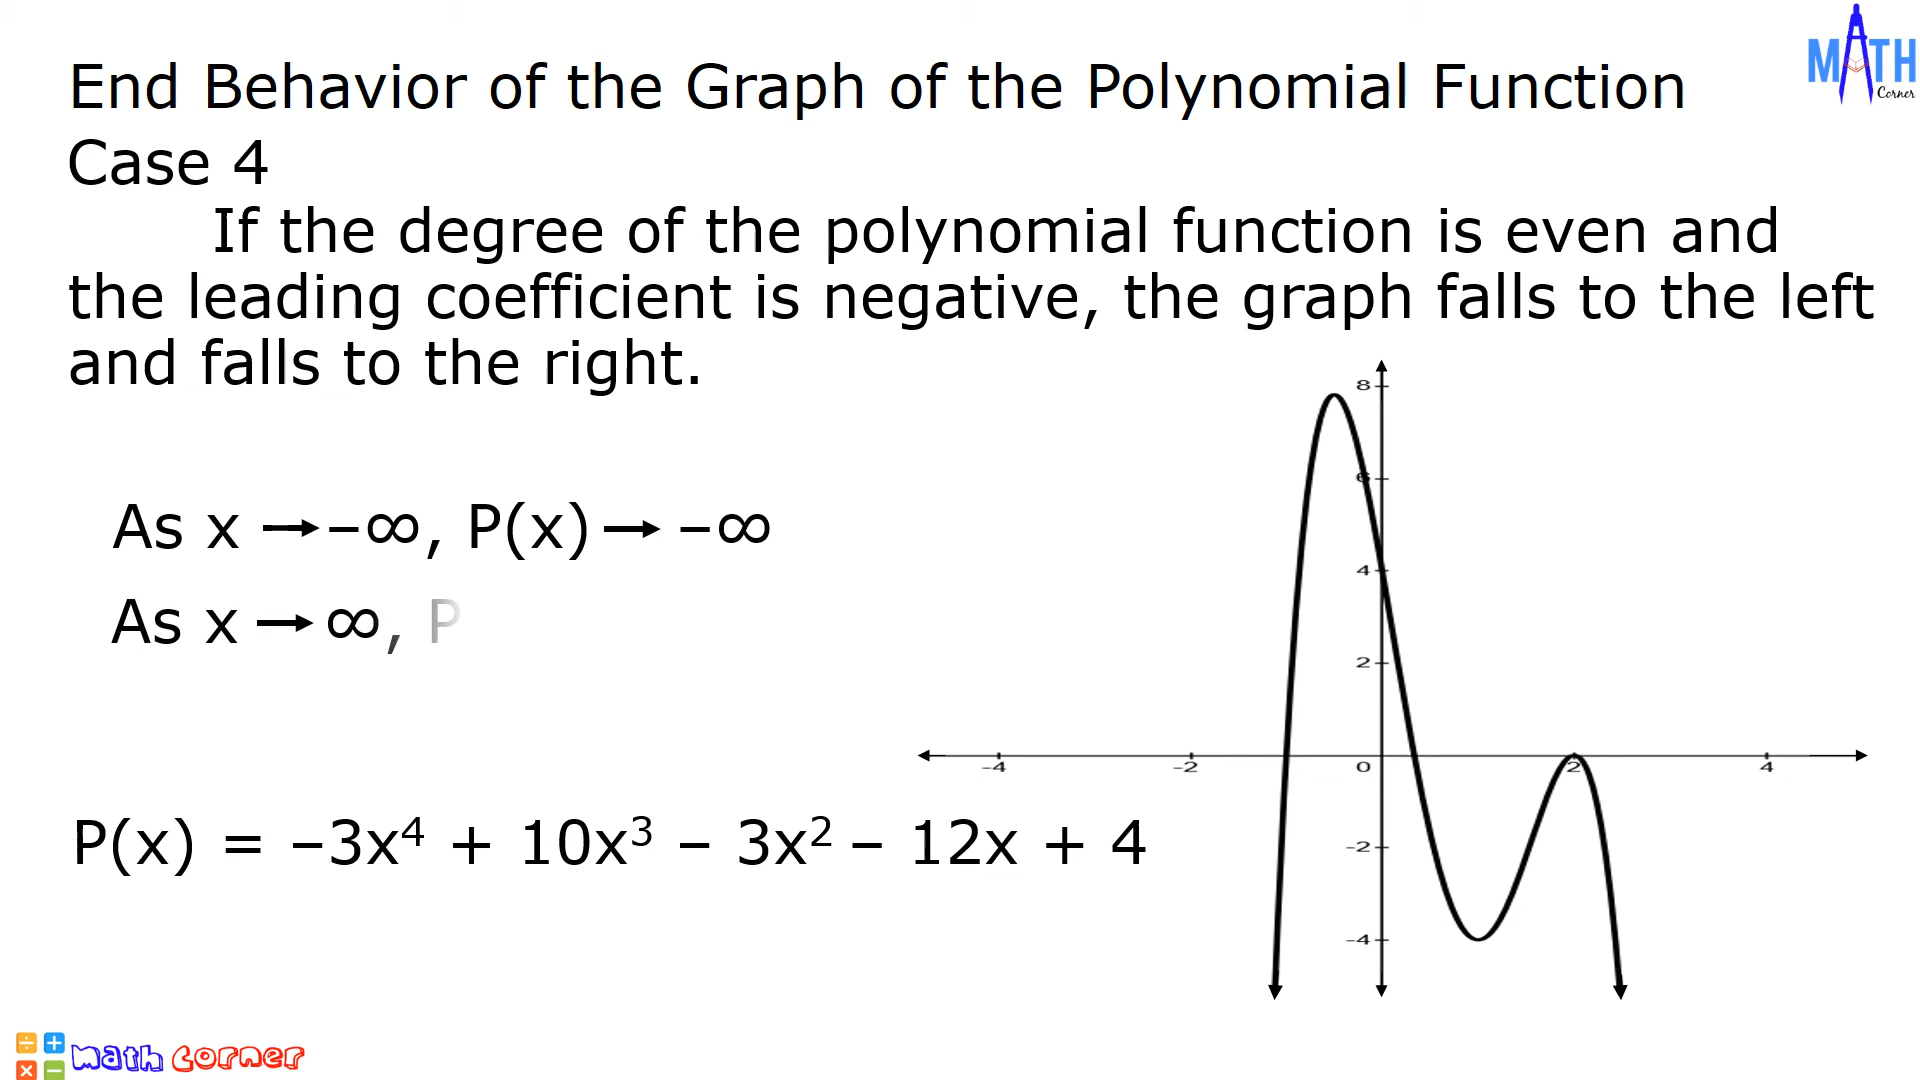 MATH
Corner
End Behavior of the Graph of the Polynomial Function
Case 4
If the degree of the polynomial function is even and
the leading coefficient is negative, the graph falls to the left
and falls to the right.
As x → –∞, P(x) → –∞
As x → ∞, P
P(x) = –3x⁴ + 10x³ – 3x² – 12x + 4
8
6
4
2
-4 -2 0 2 4
-2
-4
÷ +
× −
math corner